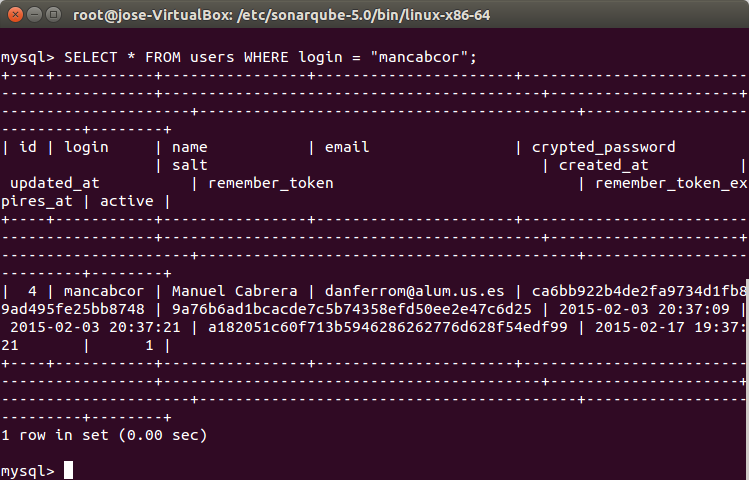 root@jose-VirtualBox: /etc/sonarqube-5.0/bin/linux-x86-64
mysql> SELECT * FROM users WHERE login = "mancabcor";
+----+-----------+----------------+----------------------+-------------------------
-----------------+------------------------------------------+---------------------+
---------------------+------------------------------------------+------------------
---------+--------+
| id | login     | name           | email                | crypted_password
                 | salt                                     | created_at          |
 updated_at          | remember_token                           | remember_token_ex
pires_at | active |
+----+-----------+----------------+----------------------+-------------------------
-----------------+------------------------------------------+---------------------+
---------------------+------------------------------------------+------------------
---------+--------+
|  4 | mancabcor | Manuel Cabrera | danferrom@alum.us.es | ca6bb922b4de2fa9734d1fb8
9ad495fe25bb8748 | 9a76b6ad1bcacde7c5b74358efd50ee2e47c6d25 | 2015-02-03 20:37:09 |
 2015-02-03 20:37:21 | a182051c60f713b5946286262776d628f54edf99 | 2015-02-17 19:37:
21       |      1 |
+----+-----------+----------------+----------------------+-------------------------
-----------------+------------------------------------------+---------------------+
---------------------+------------------------------------------+------------------
---------+--------+
1 row in set (0.00 sec)
mysql>